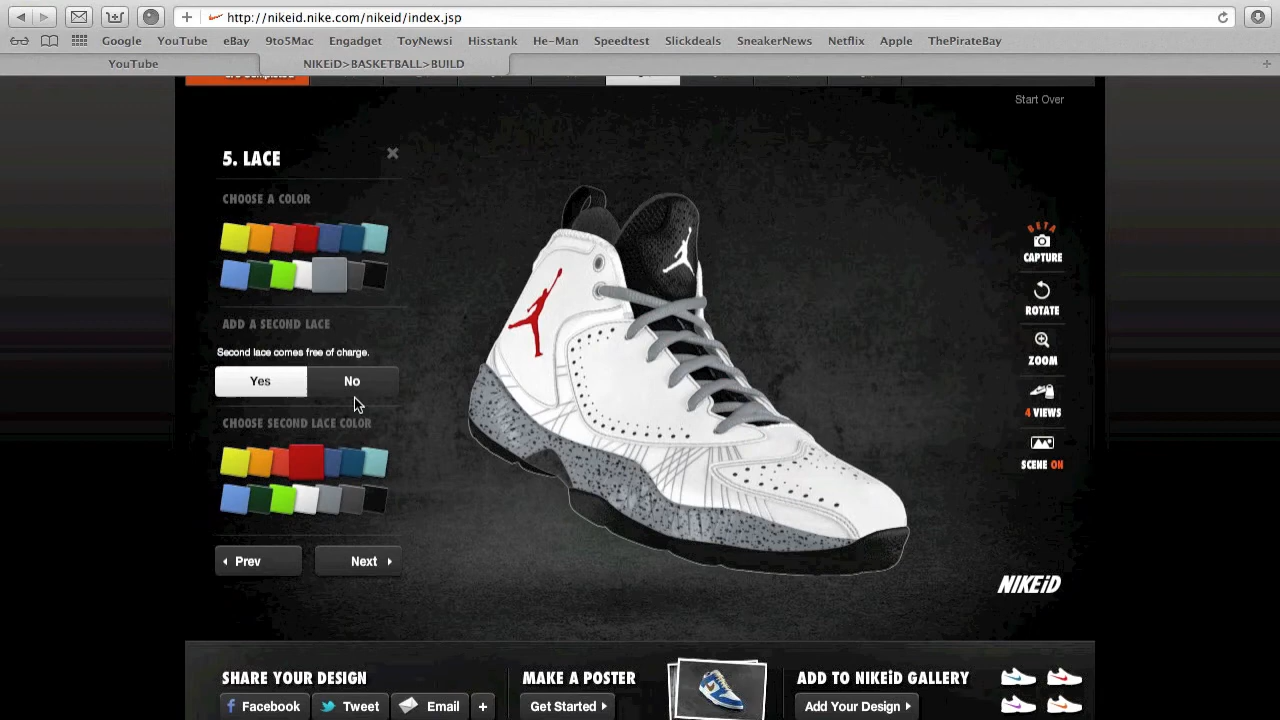 http://nikeid.nike.com/nikeid/index.jsp
Google YouTube eBay 9to5Mac Engadget ToyNewsi Hisstank He-Man Speedtest Slickdeals SneakerNews Netflix Apple ThePirateBay
YouTube NIKEiD>BASKETBALL>BUILD
Start Over
5. LACE
CHOOSE A COLOR
BETA
CAPTURE
ROTATE
ADD A SECOND LACE
Second lace comes free of charge.
ZOOM
Yes No
4 VIEWS
CHOOSE SECOND LACE COLOR
SCENE ON
Prev Next
NIKEiD
SHARE YOUR DESIGN MAKE A POSTER ADD TO NIKEiD GALLERY
Facebook Tweet Email + Get Started Add Your Design